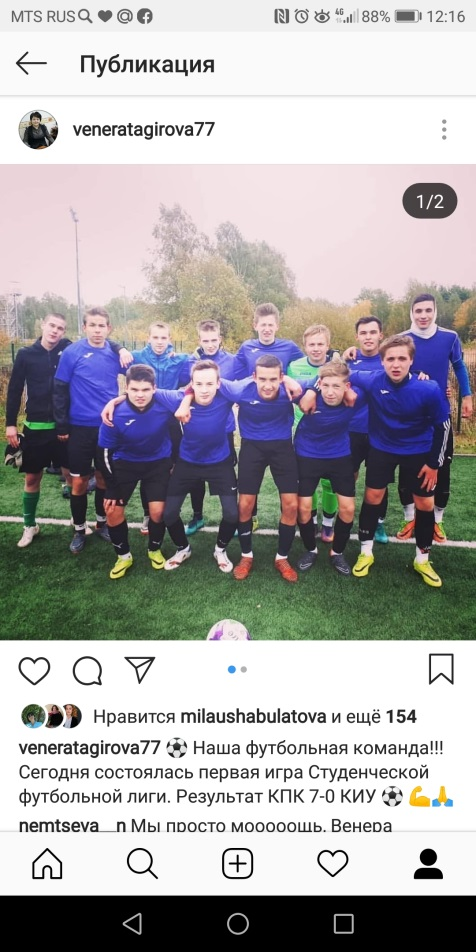 MTS RUS 4G 88% 12:16
Публикация
veneratagirova77
1/2
Нравится milaushabulatova и ещё 154
veneratagirova77 ⚽ Наша футбольная команда!!!
Сегодня состоялась первая игра Студенческой
футбольной лиги. Результат КПК 7-0 КИУ ⚽ 💪🙏
nemtseva__n Мы просто мооооощь, Венера